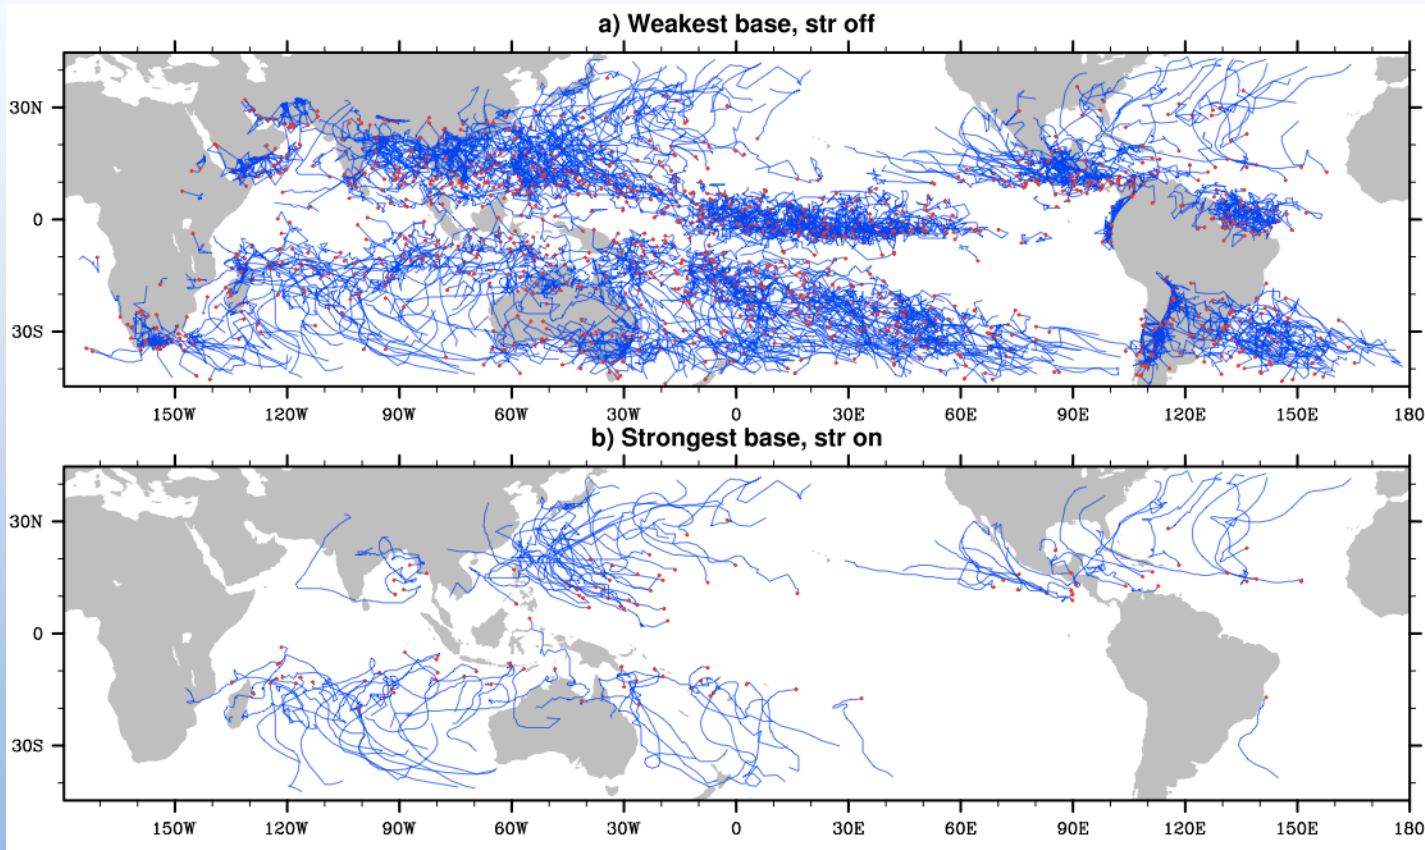 a) Weakest base, str off
30N
0
30S
150W 120W 90W 60W 30W 0 30E 60E 90E 120E 150E 180
b) Strongest base, str on
30N
0
30S
150W 120W 90W 60W 30W 0 30E 60E 90E 120E 150E 180